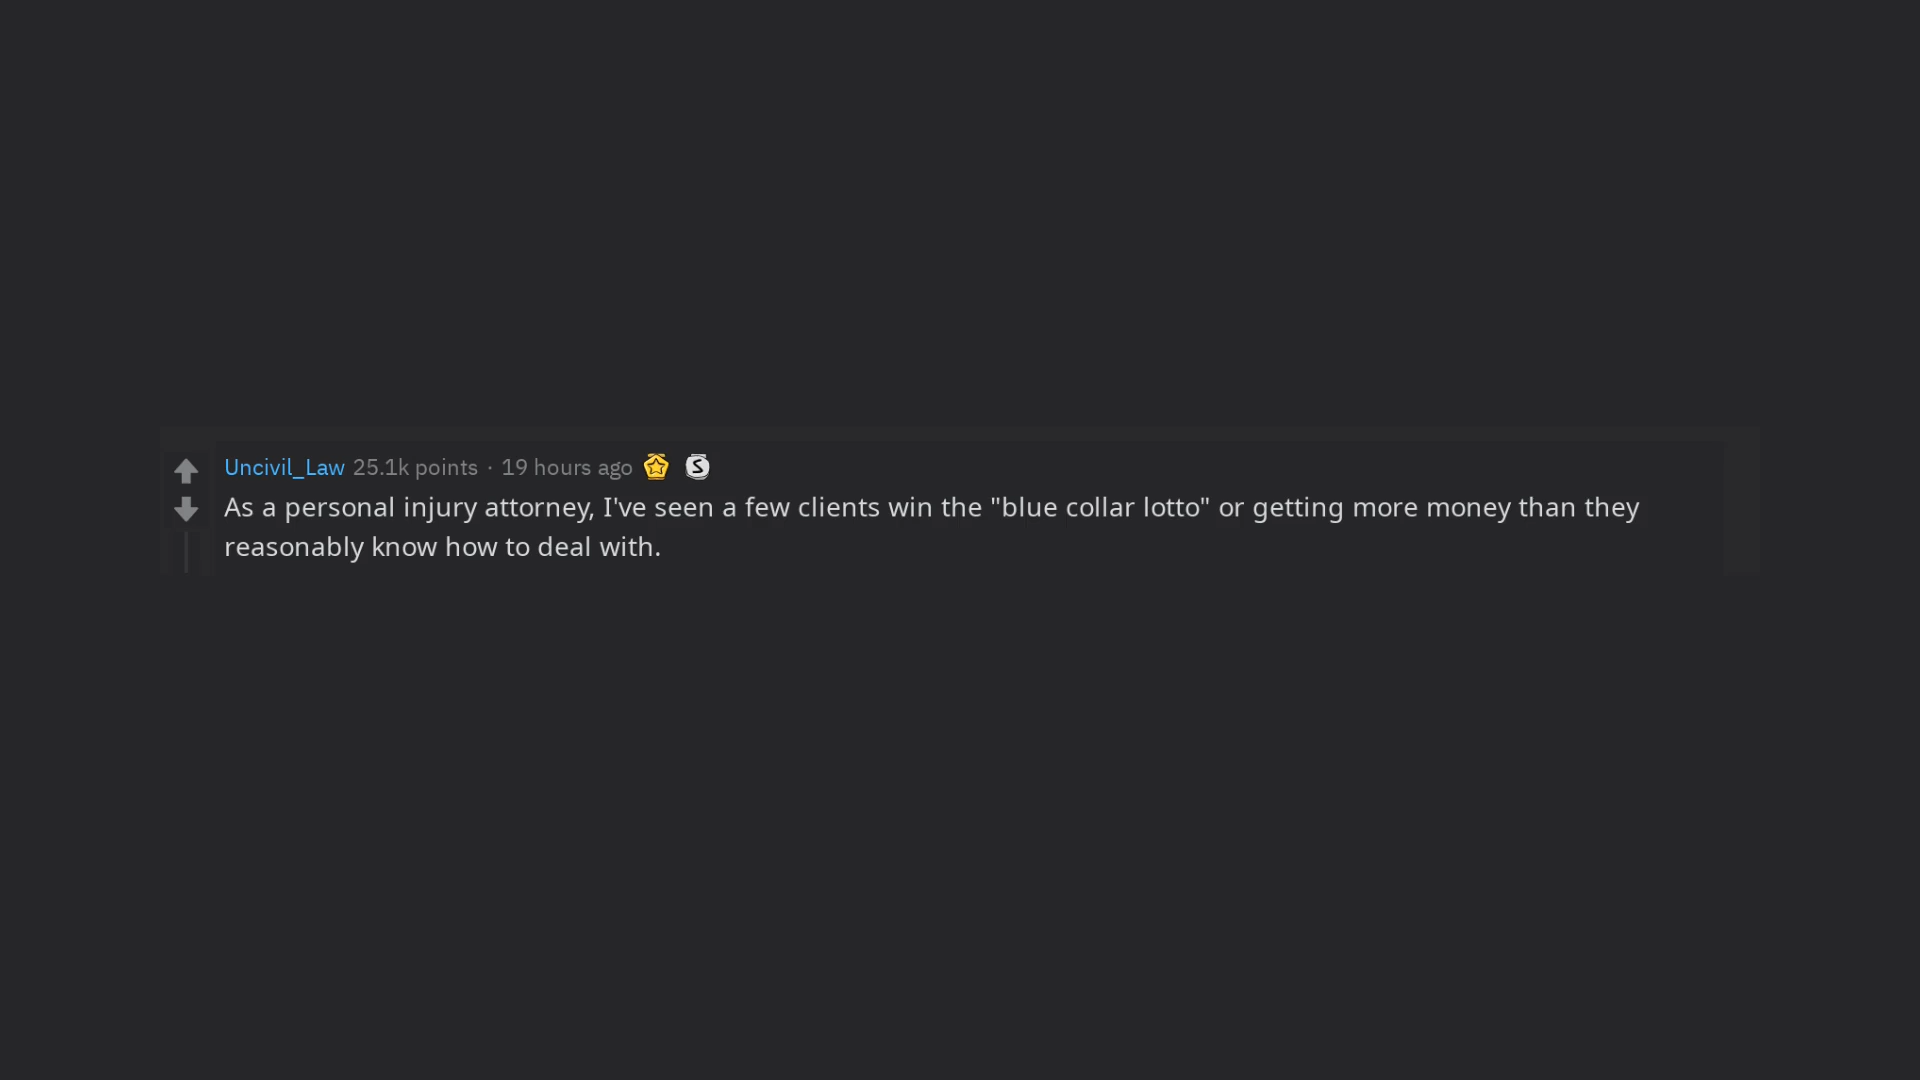 Uncivil_Law 25.1k points · 19 hours ago
As a personal injury attorney, I've seen a few clients win the "blue collar lotto" or getting more money than they
reasonably know how to deal with.